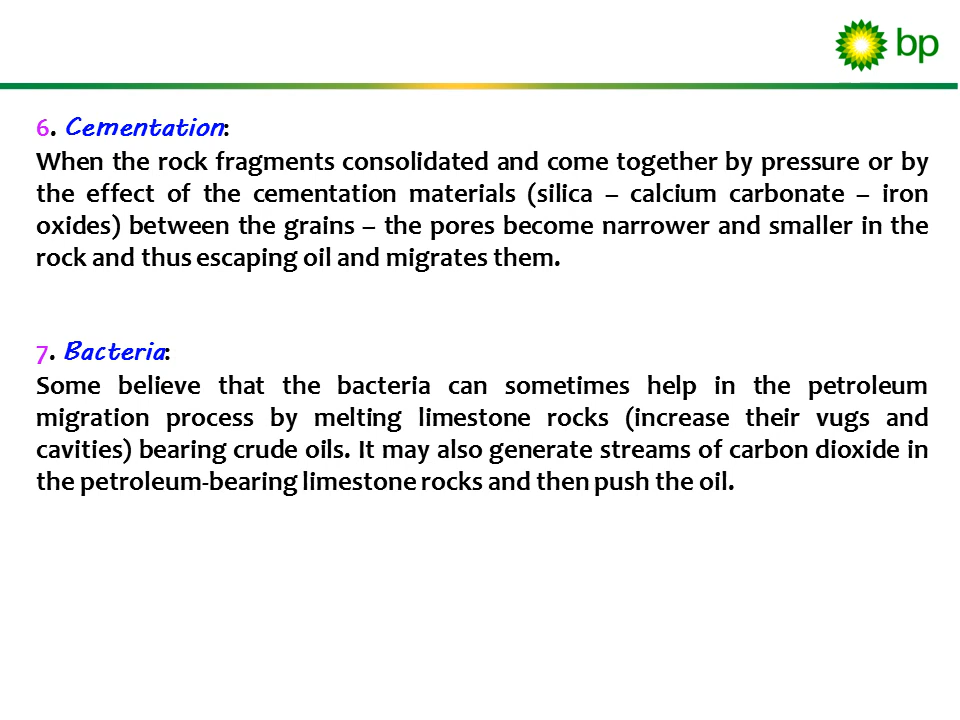 bp
6. Cementation:
When the rock fragments consolidated and come together by pressure or by
the effect of the cementation materials (silica – calcium carbonate – iron
oxides) between the grains – the pores become narrower and smaller in the
rock and thus escaping oil and migrates them.
7. Bacteria:
Some believe that the bacteria can sometimes help in the petroleum
migration process by melting limestone rocks (increase their vugs and
cavities) bearing crude oils. It may also generate streams of carbon dioxide in
the petroleum-bearing limestone rocks and then push the oil.